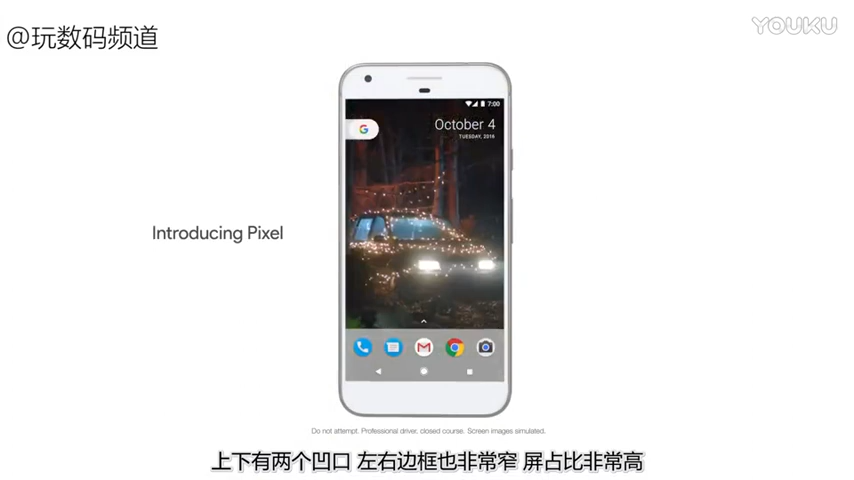 @玩数码频道
YOUKU
7:00
October 4
TUESDAY, 2016
G
Introducing Pixel
Do not attempt. Professional driver, closed course. Screen images simulated.
上下有两个凹口 左右边框也非常窄 屏占比非常高